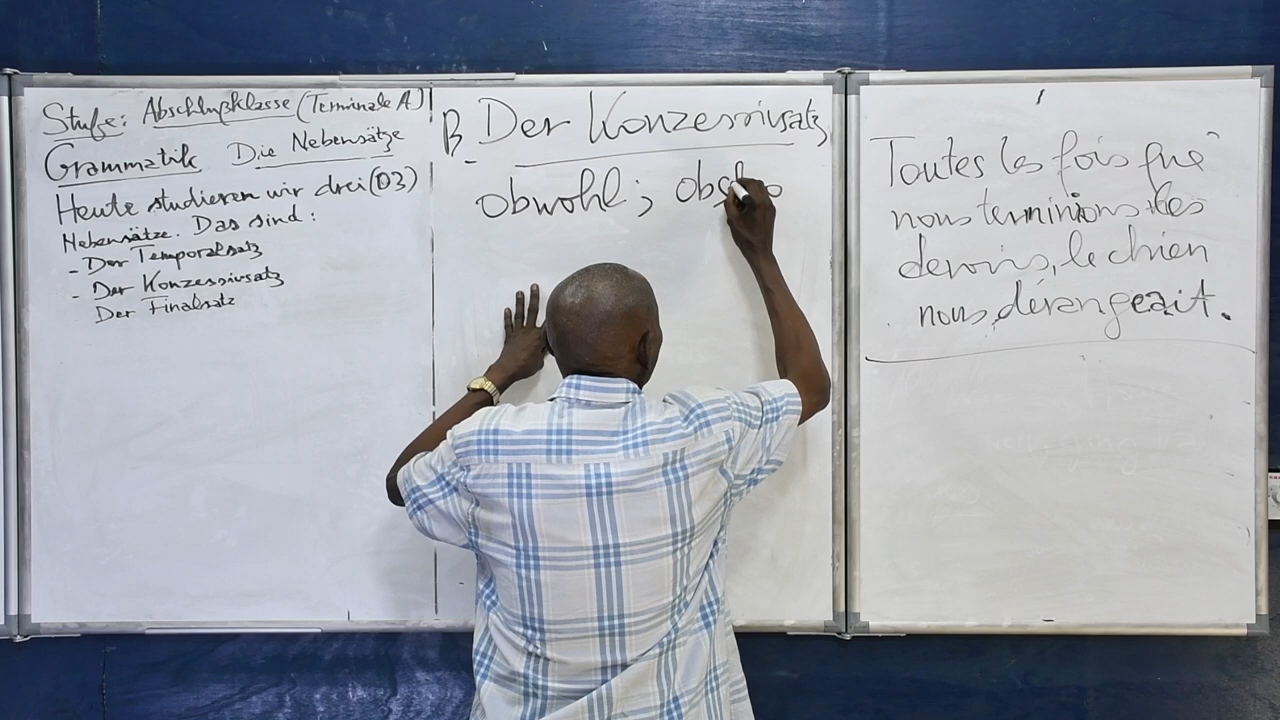 Stufe: Abschlußklasse (Terminale A)
Grammatik Die Nebensätze
Heute studieren wir drei (03)
Nebensätze. Das sind:
- Der Temporalsatz
- Der Konzessivsatz
Der Finalsatz
B. Der Konzessivsatz
obwohl;
Toutes les fois que
nous terminions les
devoirs, le chien
nous dérangeait.